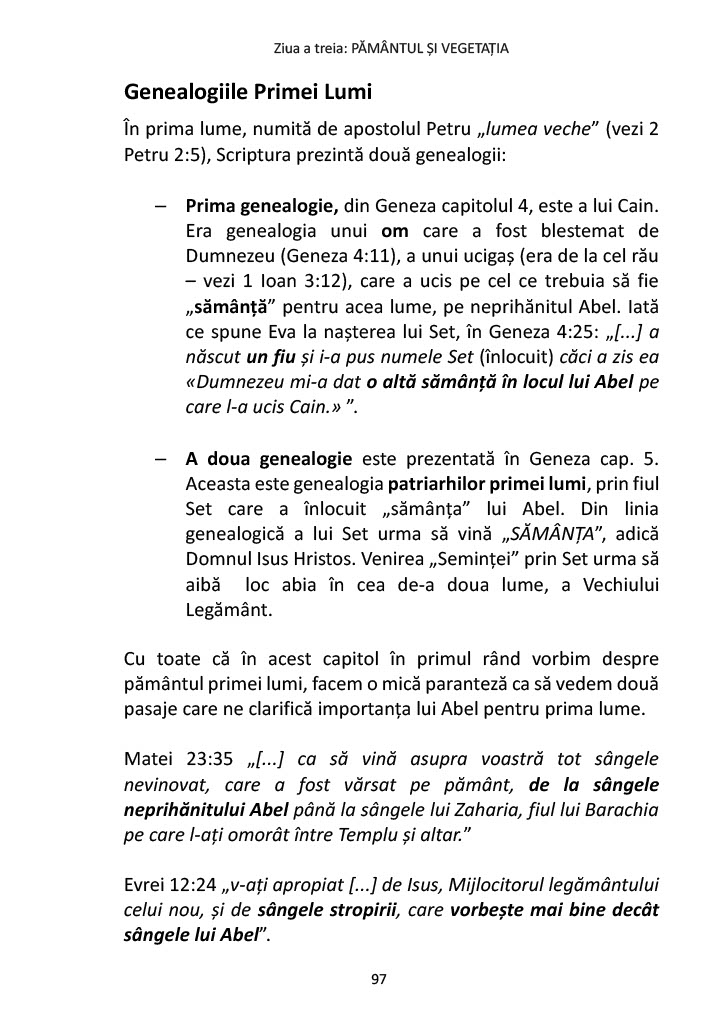 Ziua a treia: PĂMÂNTUL ȘI VEGETAȚIA
Genealogiile Primei Lumi
În prima lume, numită de apostolul Petru „lumea veche” (vezi 2
Petru 2:5), Scriptura prezintă două genealogii:
– Prima genealogie, din Geneza capitolul 4, este a lui Cain.
Era genealogia unui om care a fost blestemat de
Dumnezeu (Geneza 4:11), a unui ucigaș (era de la cel rău
– vezi 1 Ioan 3:12), care a ucis pe cel ce trebuia să fie
„sămânță” pentru acea lume, pe neprihănitul Abel. Iată
ce spune Eva la nașterea lui Set, în Geneza 4:25: „[...] a
născut un fiu și i-a pus numele Set (înlocuit) căci a zis ea
«Dumnezeu mi-a dat o altă sămânță în locul lui Abel pe
care l-a ucis Cain.» ”.
– A doua genealogie este prezentată în Geneza cap. 5.
Aceasta este genealogia patriarhilor primei lumi, prin fiul
Set care a înlocuit „sămânța” lui Abel. Din linia
genealogică a lui Set urma să vină „SĂMÂNȚA”, adică
Domnul Isus Hristos. Venirea „Seminței” prin Set urma să
aibă loc abia în cea de-a doua lume, a Vechiului
Legământ.
Cu toate că în acest capitol în primul rând vorbim despre
pământul primei lumi, facem o mică paranteză ca să vedem două
pasaje care ne clarifică importanța lui Abel pentru prima lume.
Matei 23:35 „[...] ca să vină asupra voastră tot sângele
nevinovat, care a fost vărsat pe pământ, de la sângele
neprihănitului Abel până la sângele lui Zaharia, fiul lui Barachia
pe care l-ați omorât între Templu și altar.”
Evrei 12:24 „v-ați apropiat [...] de Isus, Mijlocitorul legământului
celui nou, și de sângele stropirii, care vorbește mai bine decât
sângele lui Abel”.
97